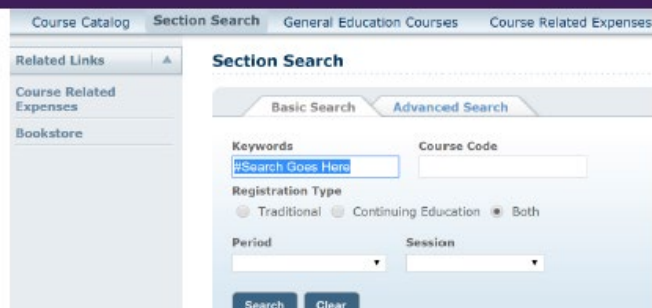 Course Catalog Section Search General Education Courses Course Related Expenses
Related Links
Course Related
Expenses
Bookstore
Section Search
Basic Search Advanced Search
Keywords Course Code
#Search Goes Here
Registration Type
Traditional Continuing Education Both
Period Session
Search Clear